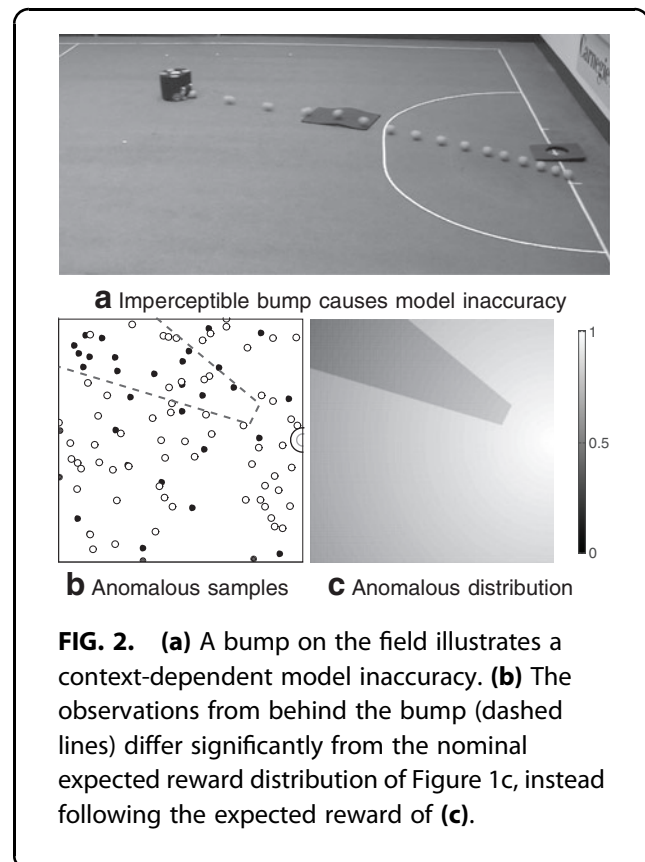 Carnegie
a Imperceptible bump causes model inaccuracy
1
0.5
0
b Anomalous samples c Anomalous distribution
FIG. 2. (a) A bump on the field illustrates a
context-dependent model inaccuracy. (b) The
observations from behind the bump (dashed
lines) differ significantly from the nominal
expected reward distribution of Figure 1c, instead
following the expected reward of (c).